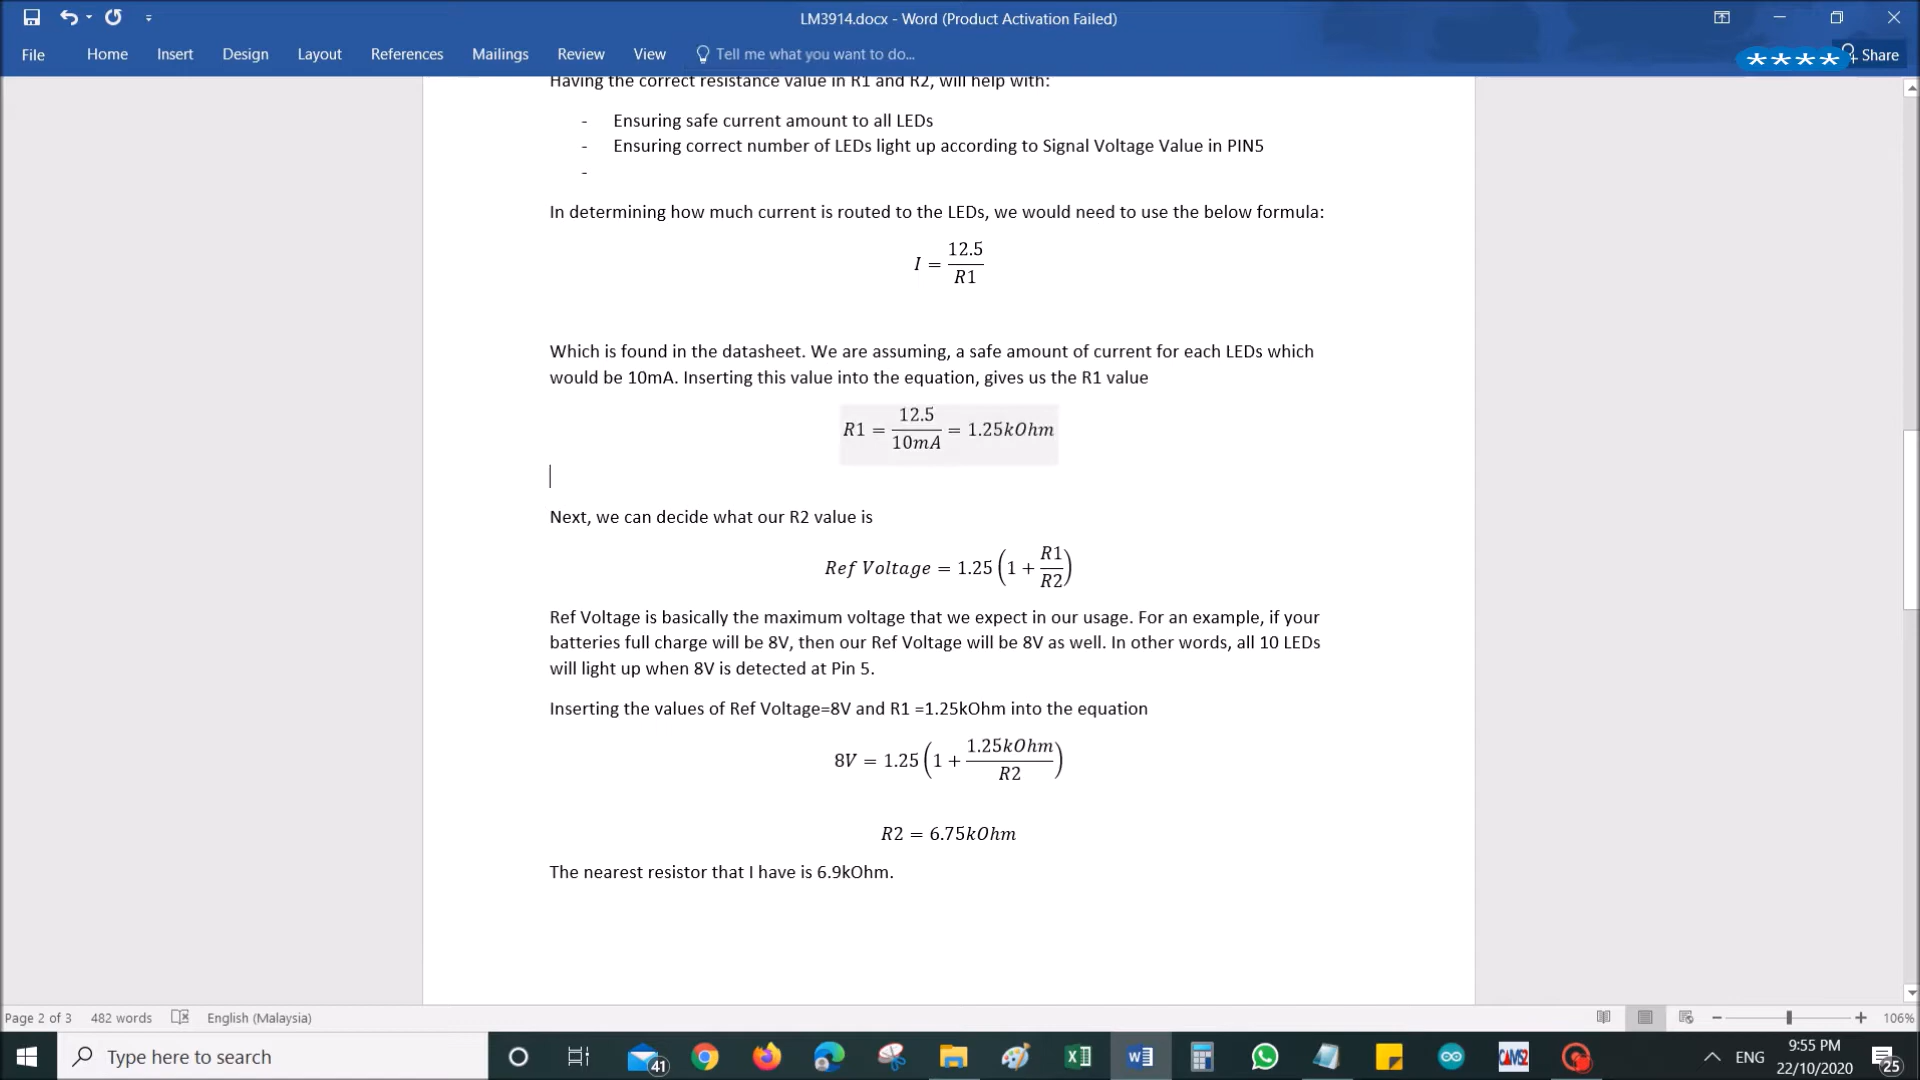 LM3914.docx - Word (Product Activation Failed)
File Home Insert Design Layout References Mailings Review View Tell me what you want to do... **** Share
Having the correct resistance value in R1 and R2, will help with:
- Ensuring safe current amount to all LEDs
- Ensuring correct number of LEDs light up according to Signal Voltage Value in PIN5
-
In determining how much current is routed to the LEDs, we would need to use the below formula:
I = 12.5/R1
Which is found in the datasheet. We are assuming, a safe amount of current for each LEDs which
would be 10mA. Inserting this value into the equation, gives us the R1 value
R1 = 12.5/10mA = 1.25kOhm
Next, we can decide what our R2 value is
Ref Voltage = 1.25 (1 + R1/R2)
Ref Voltage is basically the maximum voltage that we expect in our usage. For an example, if your
batteries full charge will be 8V, then our Ref Voltage will be 8V as well. In other words, all 10 LEDs
will light up when 8V is detected at Pin 5.
Inserting the values of Ref Voltage=8V and R1 =1.25kOhm into the equation
8V = 1.25 (1 + 1.25kOhm/R2)
R2 = 6.75kOhm
The nearest resistor that I have is 6.9kOhm.
Page 2 of 3 482 words English (Malaysia) 106%
Type here to search 41 CAMS2 ENG 9:55 PM
22/10/2020 25